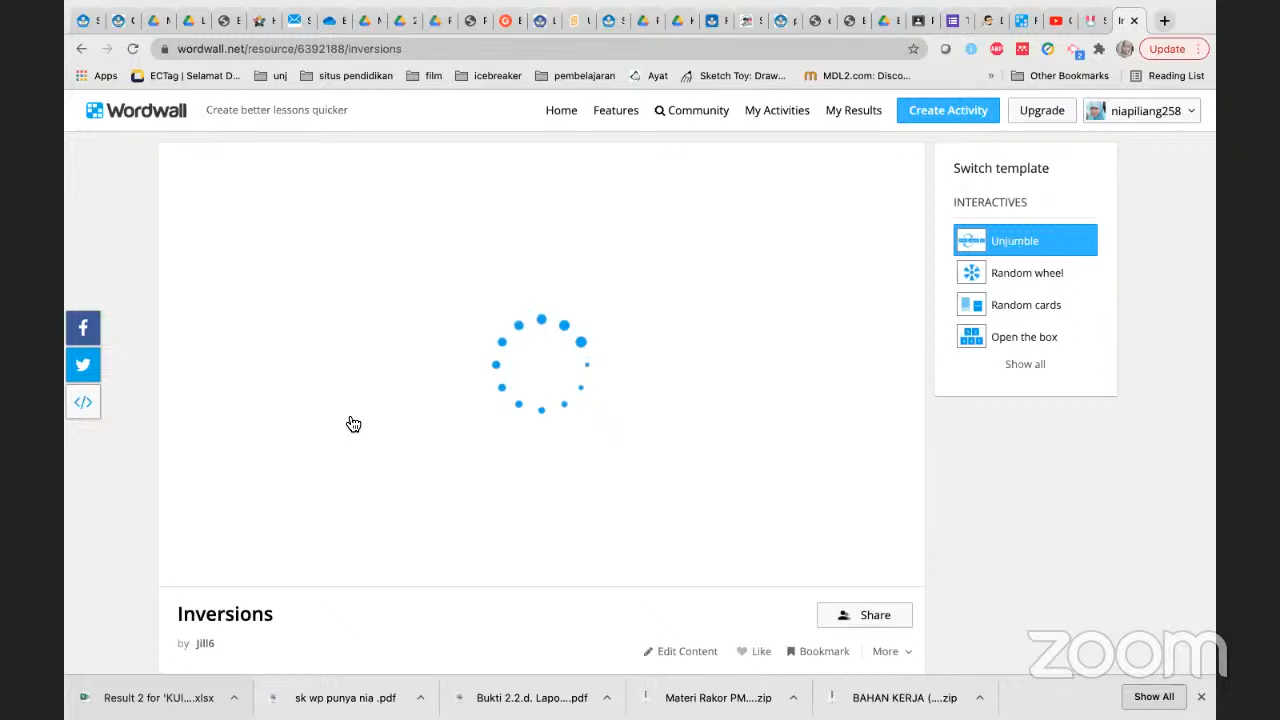 wordwall.net/resource/6392188/inversions
Update
2
Apps
ECTag | Selamat D...
unj
situs pendidikan
film
icebreaker
pembelajaran
Ayat
Sketch Toy: Draw...
MDL2.com: Disco...
»
Other Bookmarks
Reading List
Wordwall
Create better lessons quicker
Home
Features
Community
My Activities
My Results
Create Activity
Upgrade
niapiliang258
Switch template
INTERACTIVES
Unjumble
Random wheel
Random cards
Open the box
Show all
Inversions
Share
by Jill6
Edit Content
Like
Bookmark
More
zoom
Result 2 for 'KUI....xlsx
sk wp punya nia .pdf
Bukti 2.2.d. Lapo....pdf
Materi Rakor PM....zip
BAHAN KERJA (....zip
Show All